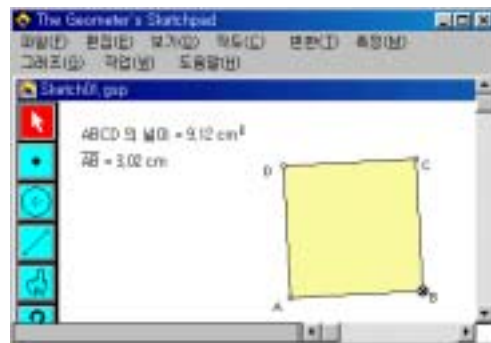 The Geometer's Sketchpad
파일(F) 편집(E) 보기(D) 작도(C) 변환(T) 측정(M)
그래프(G) 작업(W) 도움말(H)
Sketch01.gsp
ABCD 의 넓이 = 9.12 cm²
AB = 3.02 cm
D
C
A
B